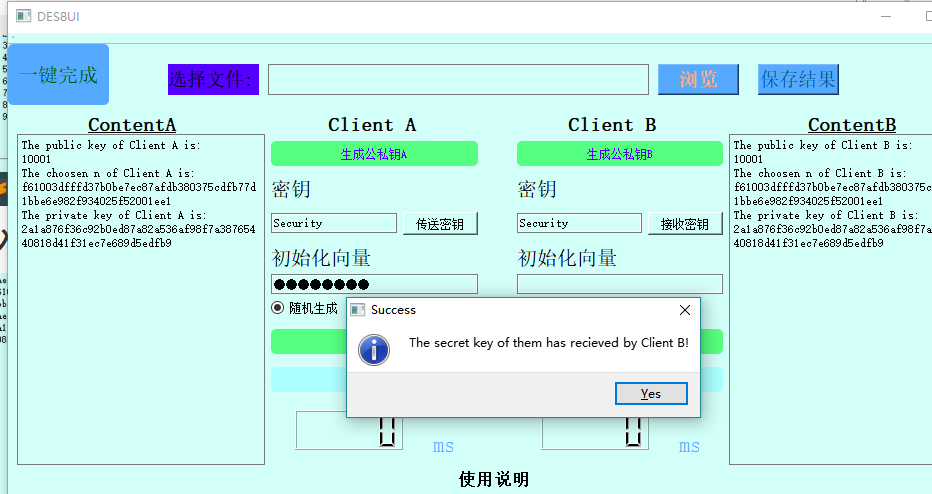 DES8UI
一键完成
选择文件:
浏览
保存结果
ContentA
Client A
Client B
ContentB
The public key of Client A is:
10001
The choosen n of Client A is:
f61003dfffd37b0be7ec87afdb380375cdfb77d
1bbe6e982f934025f52001ee1
The private key of Client A is:
2a1a876f36c92b0ed87a82a536af98f7a387654
40818d41f31ec7e689d5edfb9
生成公私钥A
密钥
Security
传送密钥
初始化向量
●●●●●●●●
随机生成
生成公私钥B
密钥
Security
接收密钥
初始化向量
The public key of Client B is:
10001
The choosen n of Client B is:
f61003dfffd37b0be7ec87afdb380375c
1bbe6e982f934025f52001ee1
The private key of Client B is:
2a1a876f36c92b0ed87a82a536af98f7a
40818d41f31ec7e689d5edfb9
Success
The secret key of them has recieved by Client B!
Yes
0
ms
0
ms
使用说明